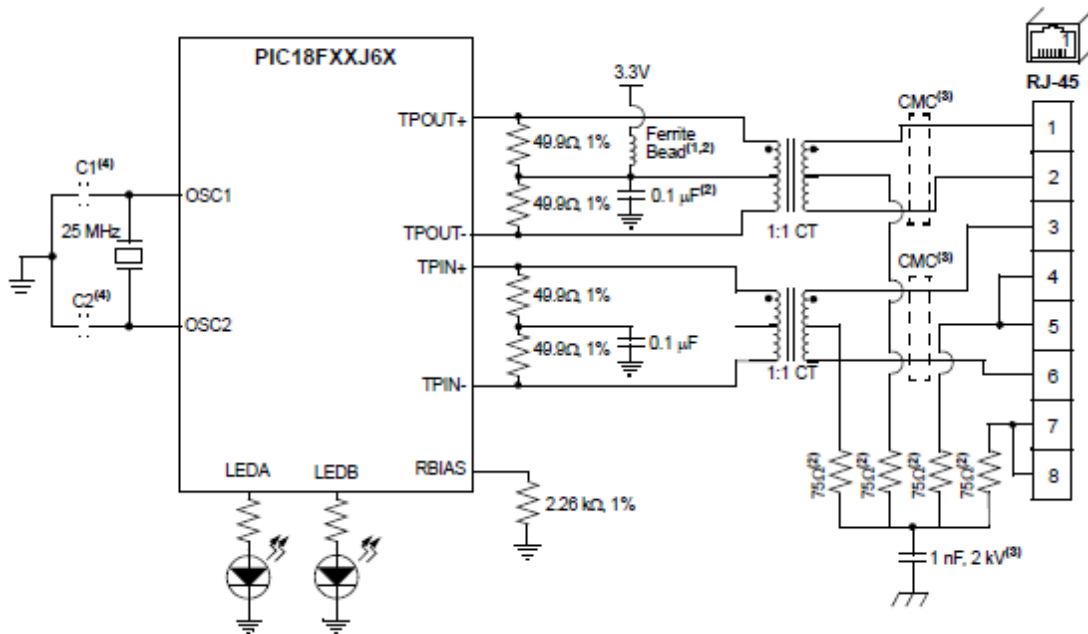 PIC18FXXJ6X
1
RJ-45
3.3V
CMC(3)
TPOUT+
49.9Ω, 1%
Ferrite
Bead(1,2)
1
C1(4)
OSC1
2
49.9Ω, 1%
0.1 µF(2)
25 MHz
TPOUT-
1:1 CT
3
TPIN+
CMC(3)
4
C2(4)
49.9Ω, 1%
OSC2
5
49.9Ω, 1%
0.1 µF
1:1 CT
6
TPIN-
7
LEDA
LEDB
RBIAS
75Ω(2)
75Ω(2)
75Ω(2)
75Ω(2)
8
2.26 kΩ, 1%
1 nF, 2 kV(3)